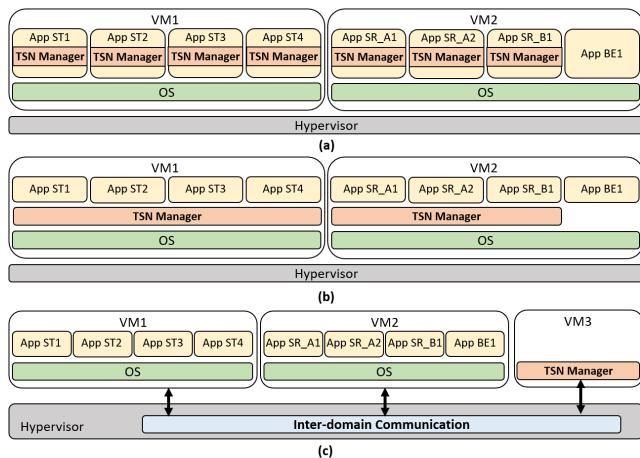 VM1 VM2
App ST1 App ST2 App ST3 App ST4 App SR_A1 App SR_A2 App SR_B1
TSN Manager TSN Manager TSN Manager TSN Manager TSN Manager TSN Manager TSN Manager App BE1
OS OS
Hypervisor
(a)
VM1 VM2
App ST1 App ST2 App ST3 App ST4 App SR_A1 App SR_A2 App SR_B1 App BE1
TSN Manager TSN Manager
OS OS
Hypervisor
(b)
VM1 VM2 VM3
App ST1 App ST2 App ST3 App ST4 App SR_A1 App SR_A2 App SR_B1 App BE1
OS OS TSN Manager
Hypervisor Inter-domain Communication
(c)